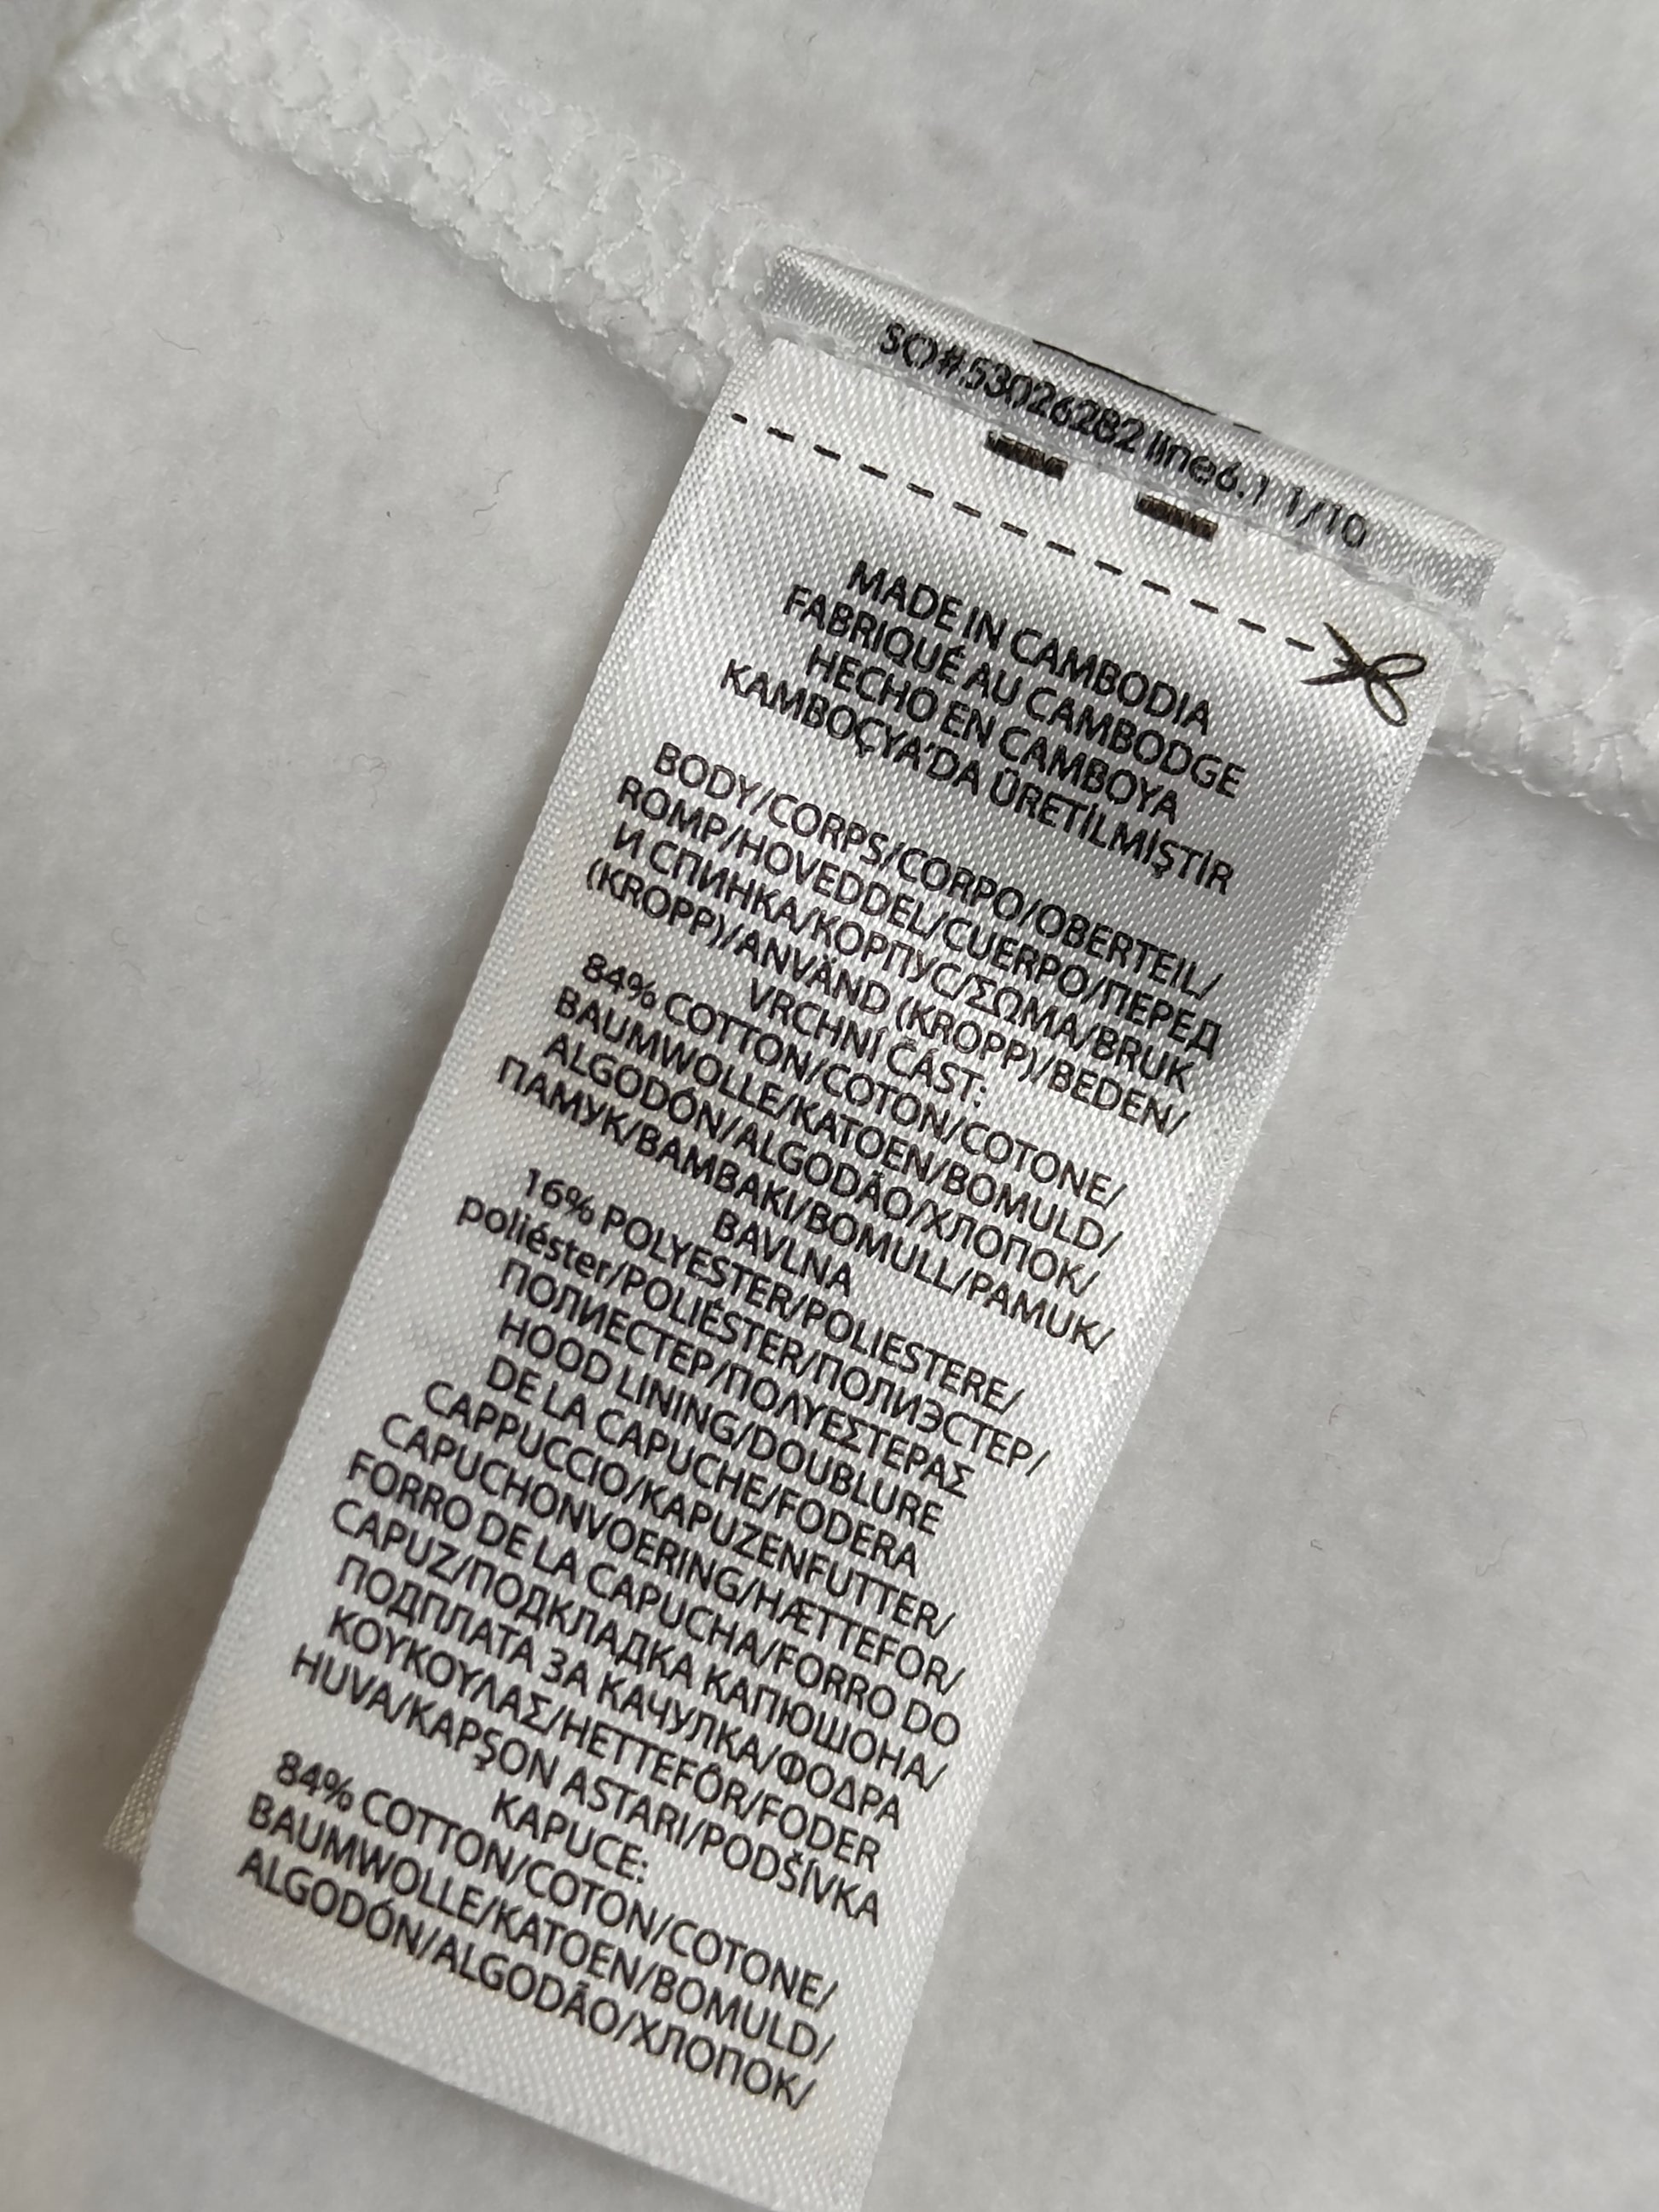 SO#53026282 line6.1 1/10
MADE IN CAMBODIA
FABRIQUÉ AU CAMBODGE
HECHO EN CAMBOYA
KAMBOÇYA'DA ÜRETİLMİŞTİR
BODY/CORPS/CORPO/OBERTEIL/
ROMP/HOVEDDEL/CUERPO/ПЕРЕД
И СПИНКА/КОРПУС/ΣΩΜΑ/BRUK
(KROPP)/ANVÄND (KROPP)/BEDEN/
VRCHNÍ ČÁST:
84% COTTON/COTON/COTONE/
BAUMWOLLE/KATOEN/BOMULD/
ALGODÓN/ALGODÃO/ХЛОПОК/
ПАМУК/BAMBAKI/BOMULL/PAMUK/
BAVLNA
16% POLYESTER/POLIESTERE/
poliéster/POLIÉSTER/ПОЛИЭСТЕР/
ПОЛИЕСТЕР/ΠΟΛΥΕΣΤΕΡΑΣ
HOOD LINING/DOUBLURE
DE LA CAPUCHE/FODERA
CAPPUCCIO/KAPUZENFUTTER/
CAPUCHONVOERING/HÆTTEFOR/
FORRO DE LA CAPUCHA/FORRO DO
CAPUZ/ПОДКЛАДКА КАПЮШОНА/
ПОДПЛАТА ЗА КАЧУЛКА/ΦΟΔΡΑ
ΚΟΥΚΟΥΛΑΣ/HETTEFÔR/FODER
HUVA/KAPŞON ASTARI/PODŠÍVKA
KAPUCE:
84% COTTON/COTON/COTONE/
BAUMWOLLE/KATOEN/BOMULD/
ALGODÓN/ALGODÃO/ХЛОПОК/